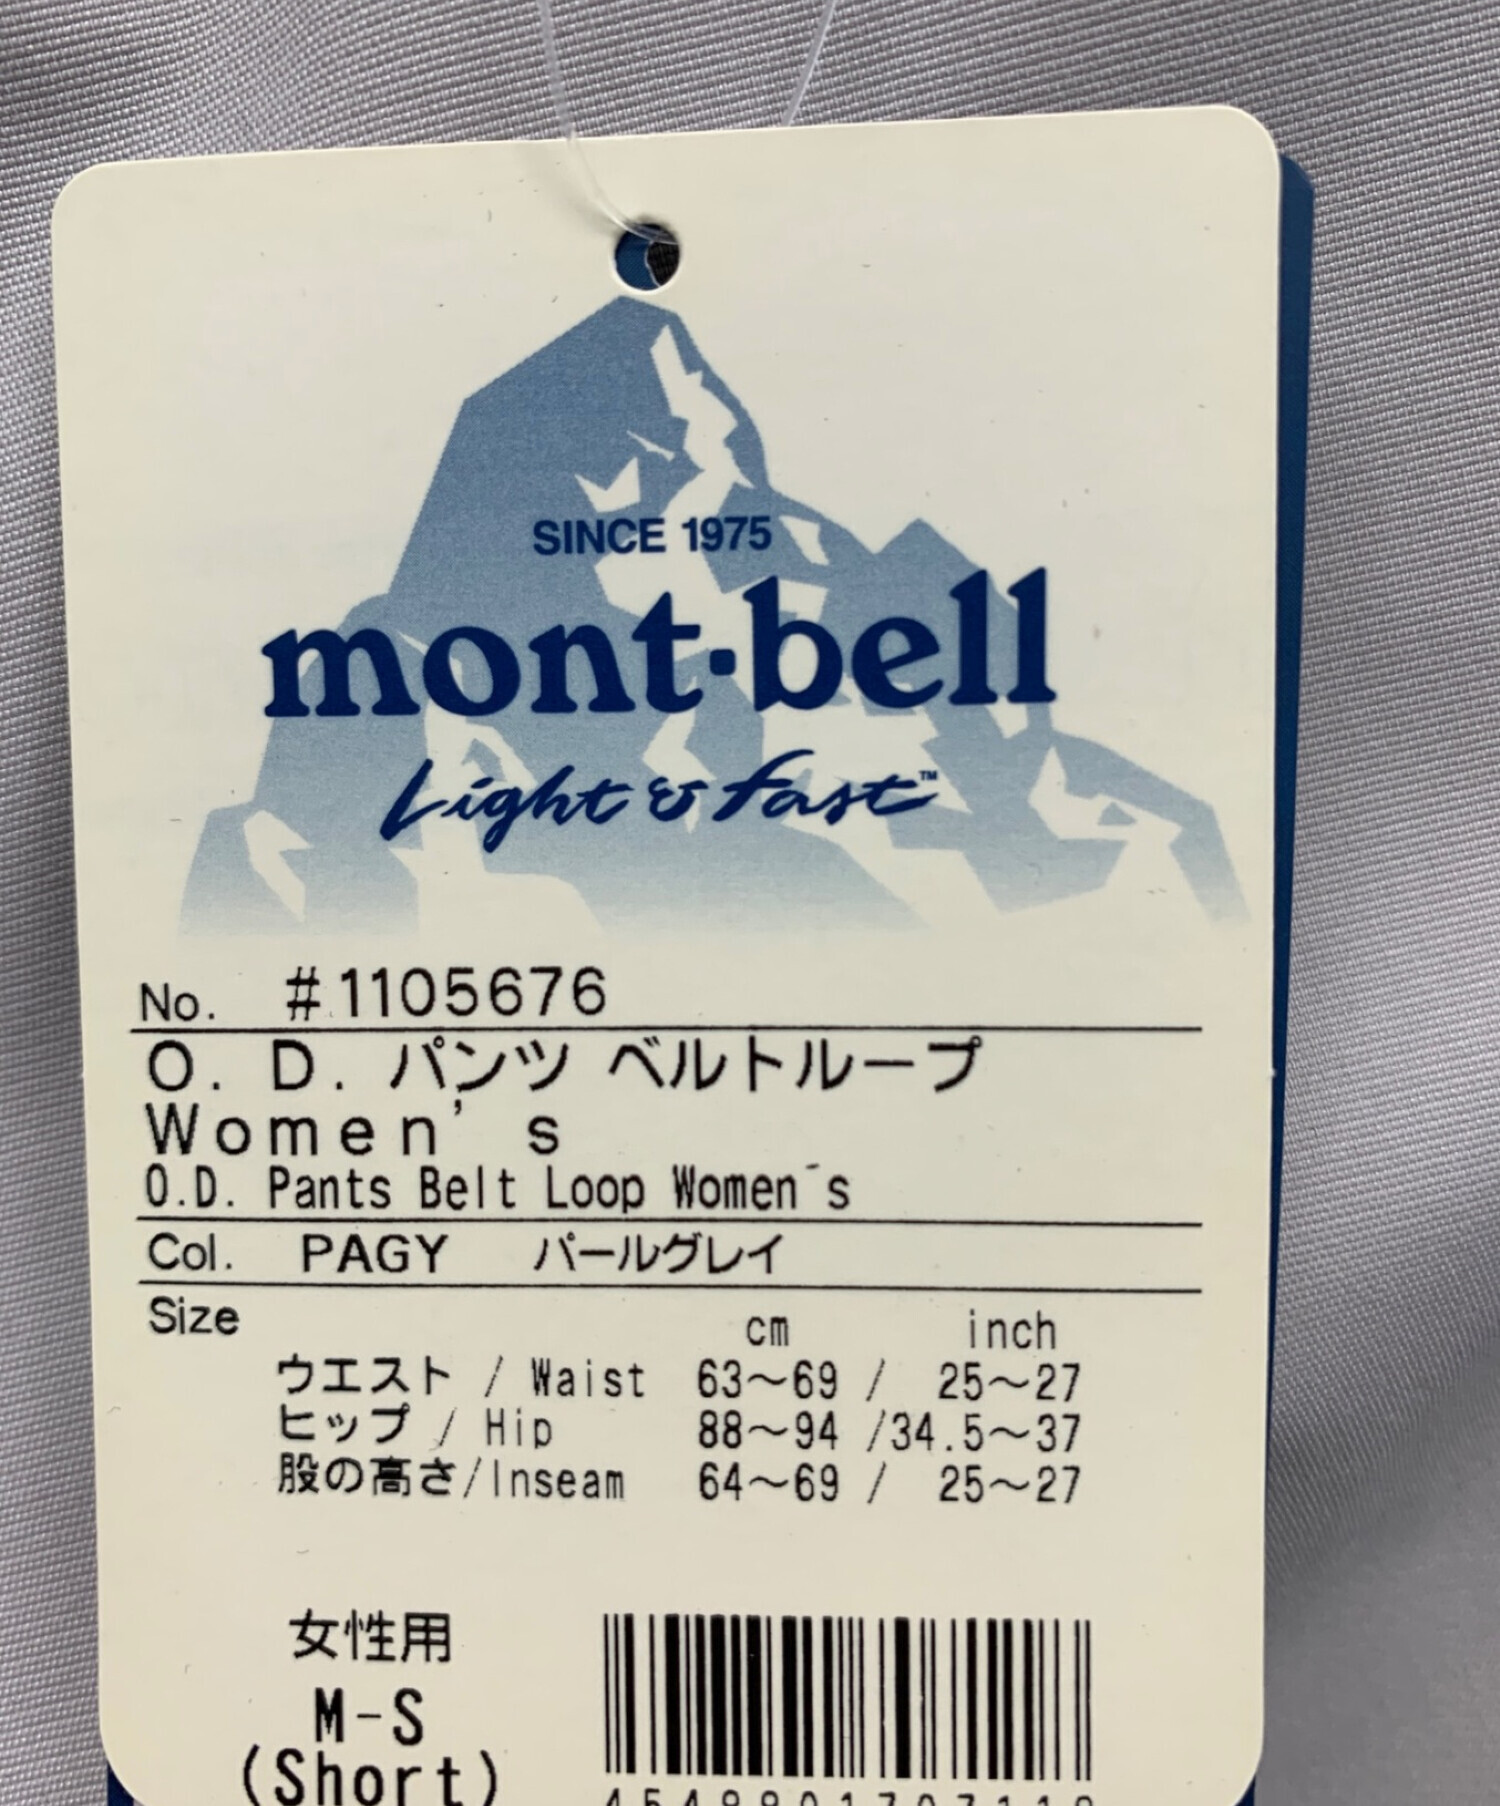 SINCE 1975
mont·bell
Light & Fast™
No. #1105676
O. D. パンツ ベルトループ
Women's
O.D. Pants Belt Loop Women´s
Col. PAGY パールグレイ
Size cm inch
ウエスト / Waist 63～69 / 25～27
ヒップ / Hip 88～94 /34.5～37
股の高さ/Inseam 64～69 / 25～27
女性用
M-S
(Short)